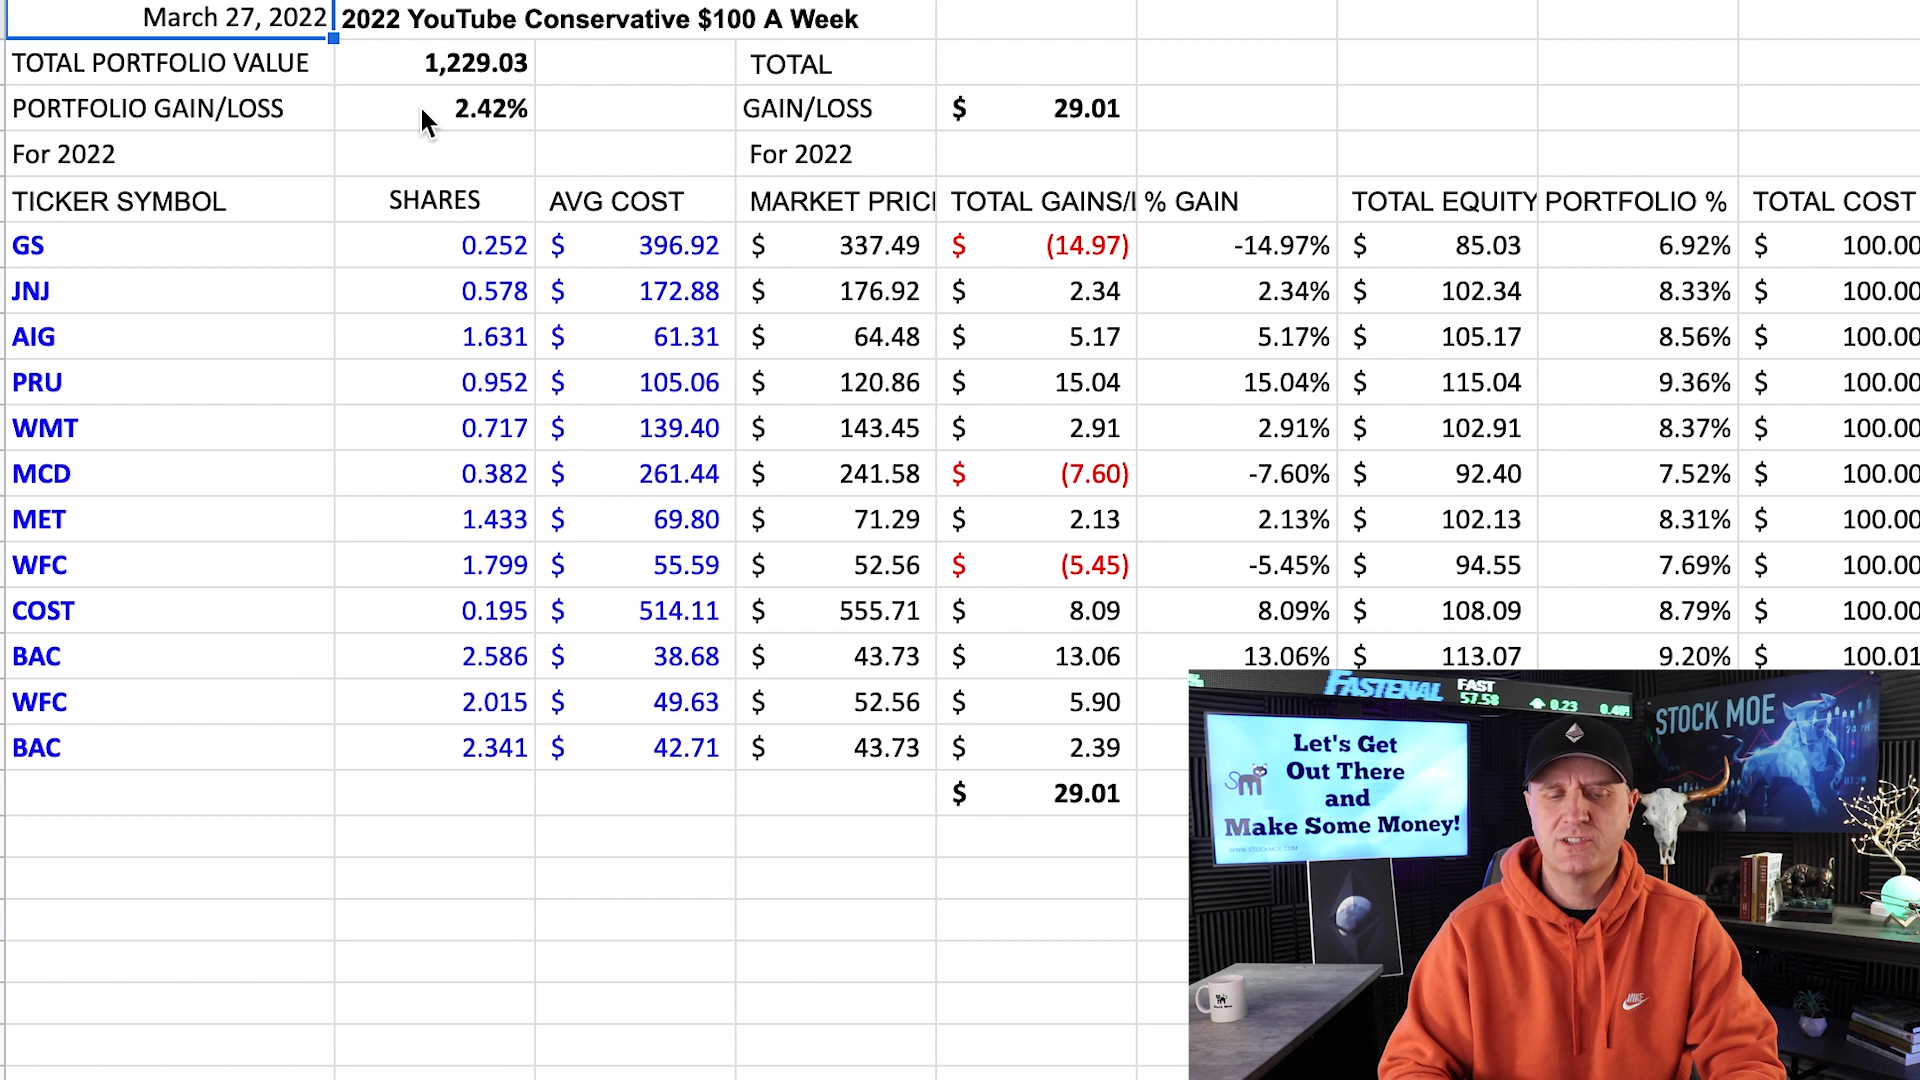 March 27, 2022 2022 YouTube Conservative $100 A Week
TOTAL PORTFOLIO VALUE 1,229.03 TOTAL
PORTFOLIO GAIN/LOSS 2.42% GAIN/LOSS $ 29.01
For 2022 For 2022
TICKER SYMBOL SHARES AVG COST MARKET PRIC TOTAL GAINS/L % GAIN TOTAL EQUITY PORTFOLIO % TOTAL COST
GS 0.252 $ 396.92 $ 337.49 $ (14.97) -14.97% $ 85.03 6.92% $ 100.00
JNJ 0.578 $ 172.88 $ 176.92 $ 2.34 2.34% $ 102.34 8.33% $ 100.00
AIG 1.631 $ 61.31 $ 64.48 $ 5.17 5.17% $ 105.17 8.56% $ 100.00
PRU 0.952 $ 105.06 $ 120.86 $ 15.04 15.04% $ 115.04 9.36% $ 100.00
WMT 0.717 $ 139.40 $ 143.45 $ 2.91 2.91% $ 102.91 8.37% $ 100.00
MCD 0.382 $ 261.44 $ 241.58 $ (7.60) -7.60% $ 92.40 7.52% $ 100.00
MET 1.433 $ 69.80 $ 71.29 $ 2.13 2.13% $ 102.13 8.31% $ 100.00
WFC 1.799 $ 55.59 $ 52.56 $ (5.45) -5.45% $ 94.55 7.69% $ 100.00
COST 0.195 $ 514.11 $ 555.71 $ 8.09 8.09% $ 108.09 8.79% $ 100.00
BAC 2.586 $ 38.68 $ 43.73 $ 13.06 13.06% $ 113.07 9.20% $ 100.01
WFC 2.015 $ 49.63 $ 52.56 $ 5.90
BAC 2.341 $ 42.71 $ 43.73 $ 2.39
$ 29.01
FASTENAL FAST
57.58 0.23
STOCK MOE
Let's Get
Out There
and
Make Some Money!
WWW.STOCKMOE.COM
SM
NIKE